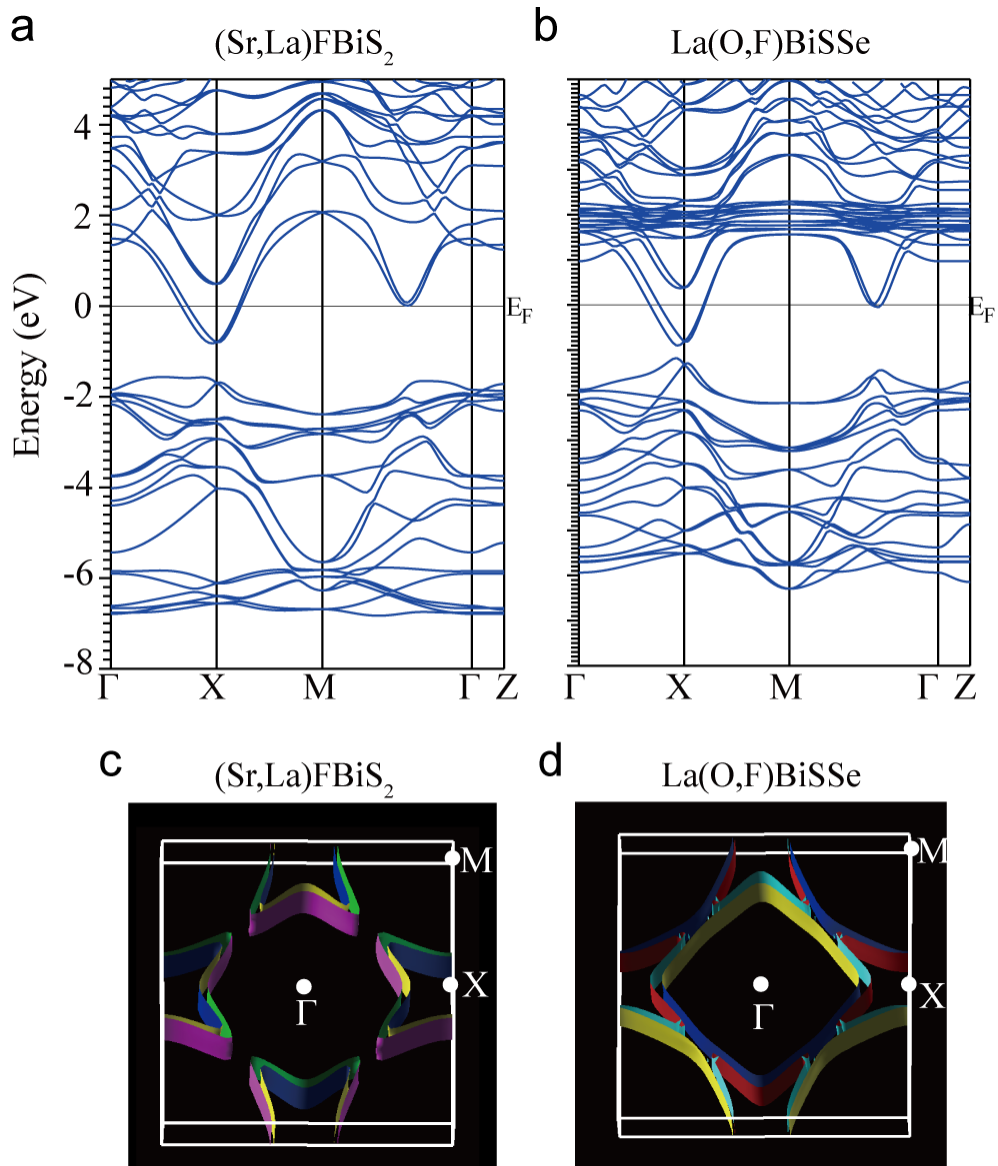 a
(Sr,La)FBiS2
b
La(O,F)BiSSe
Energy (eV)
4
2
0
-2
-4
-6
-8
EF
EF
Γ X M Γ Z
Γ X M Γ Z
c
(Sr,La)FBiS2
d
La(O,F)BiSSe
M
X
Γ
M
X
Γ